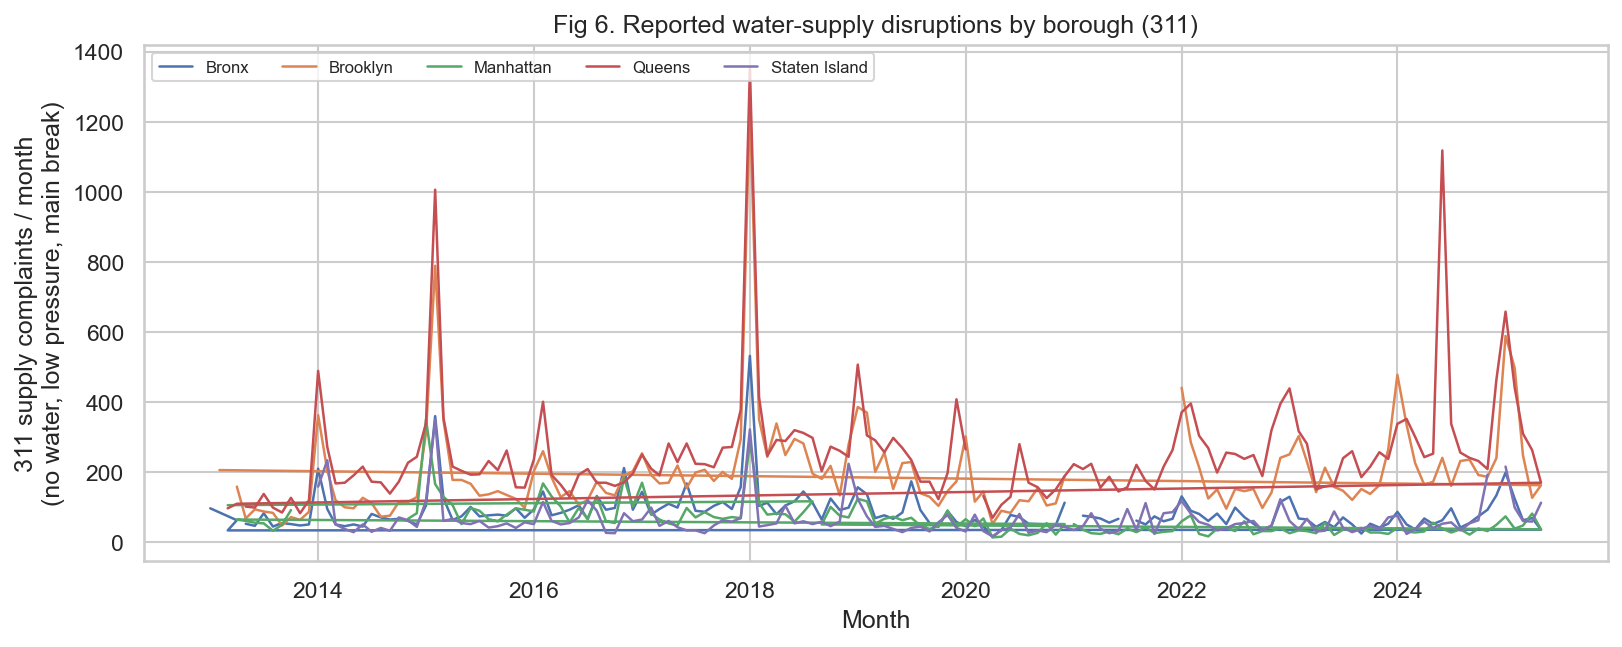 Fig 6. Reported water-supply disruptions by borough (311)
Bronx Brooklyn Manhattan Queens Staten Island
1400
1200
1000
800
600
400
200
0
311 supply complaints / month
(no water, low pressure, main break)
2014 2016 2018 2020 2022 2024
Month